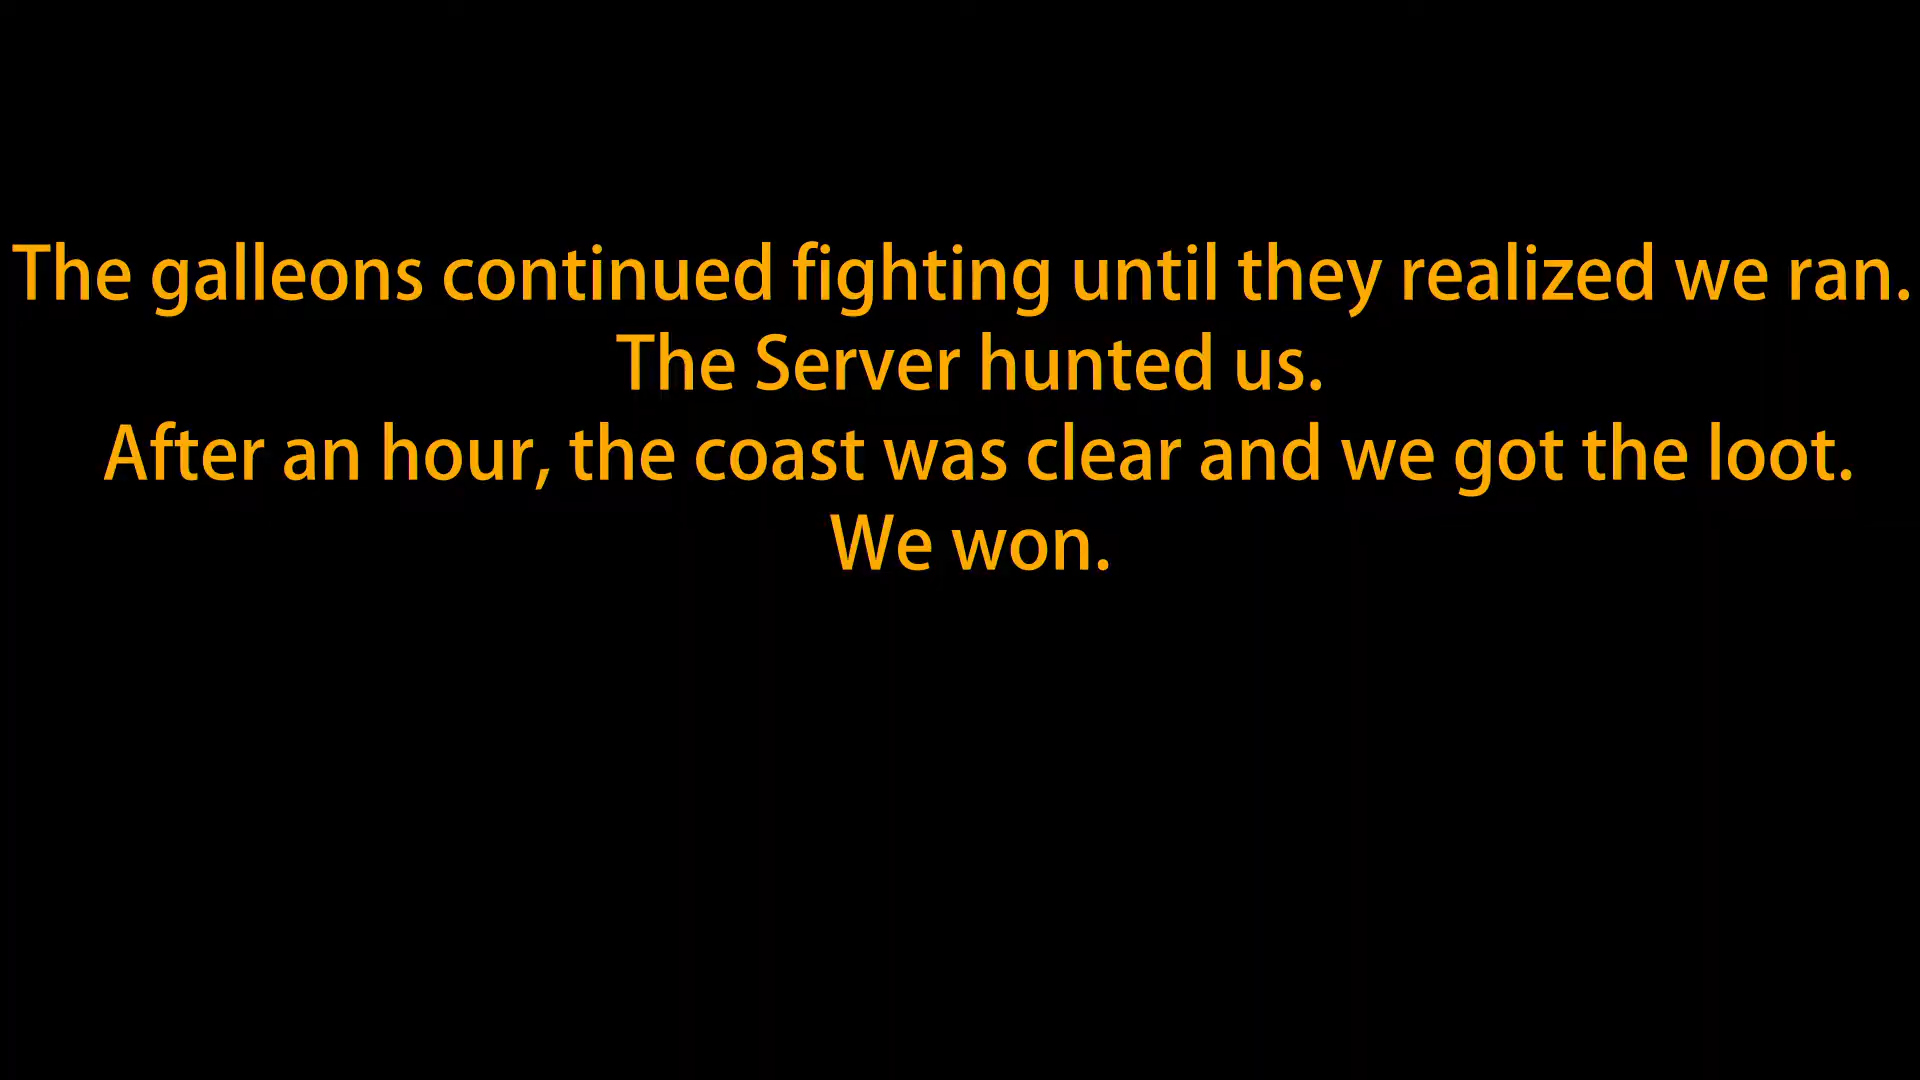 The galleons continued fighting until they realized we ran.
The Server hunted us.
After an hour, the coast was clear and we got the loot.
We won.